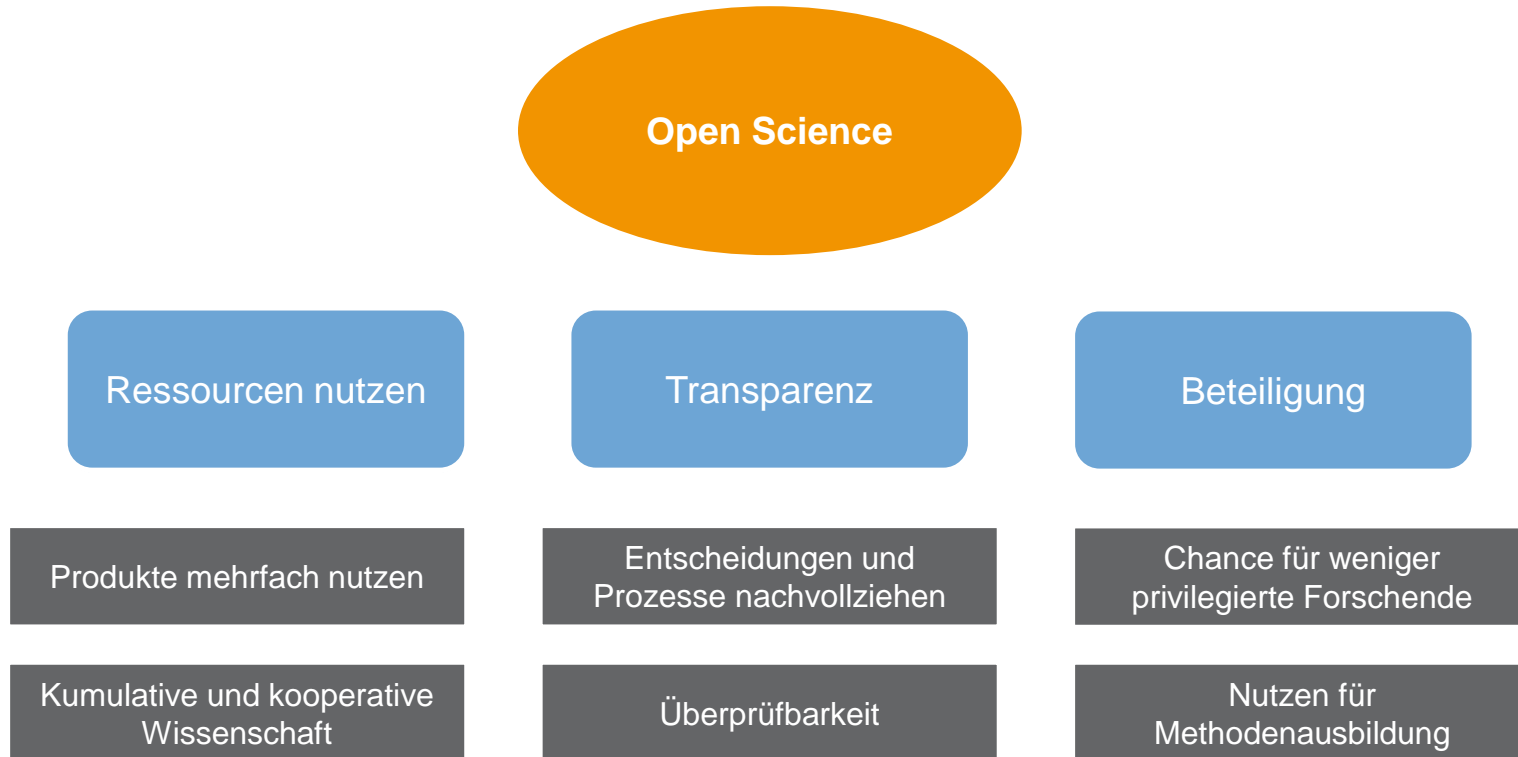 Open Science
Ressourcen nutzen
Transparenz
Beteiligung
Produkte mehrfach nutzen
Entscheidungen und
Prozesse nachvollziehen
Chance für weniger
privilegierte Forschende
Kumulative und kooperative
Wissenschaft
Überprüfbarkeit
Nutzen für
Methodenausbildung